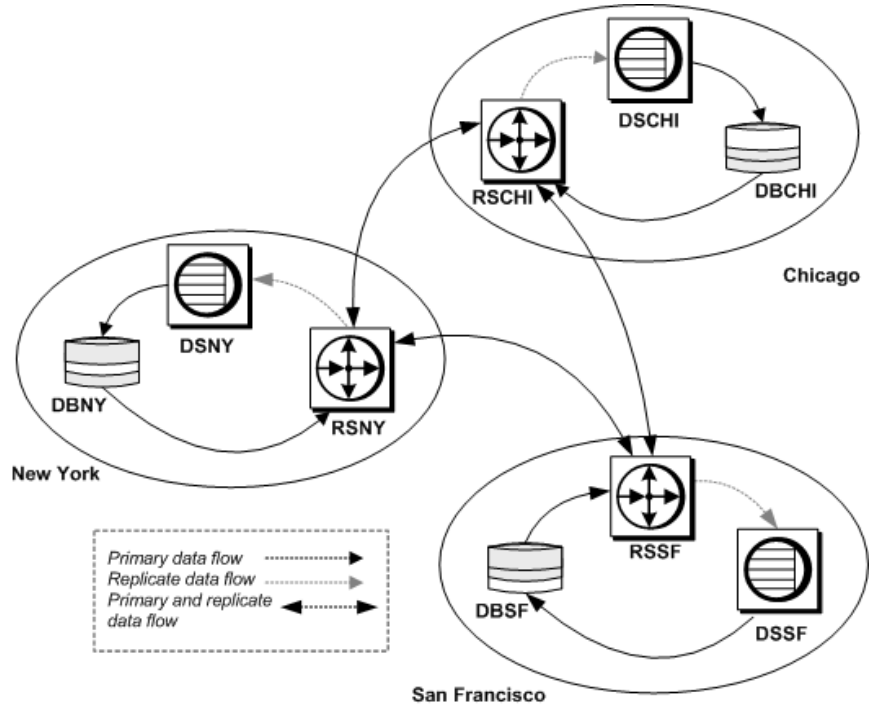 DSCHI
DBCHI
RSCHI
Chicago
DSNY
DBNY
RSNY
New York
Primary data flow
Replicate data flow
Primary and replicate
data flow
RSSF
DBSF
DSSF
San Francisco